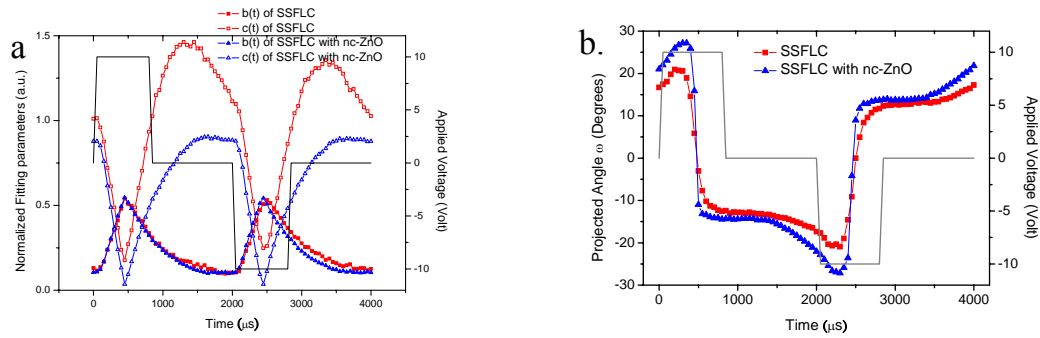 a
b(t) of SSFLC
c(t) of SSFLC
b(t) of SSFLC with nc-ZnO
c(t) of SSFLC with nc-ZnO
1.5
1.0
0.5
0.0
Normalized Fitting parameters (a.u.)
10
5
0
-5
-10
Applied Voltage (Volt)
0
1000
2000
3000
4000
Time (μs)
b.
SSFLC
SSFLC with nc-ZnO
30
20
10
0
-10
-20
-30
Projected Angle ω (Degrees)
10
5
0
-5
-10
Applied Voltage (Volt)
0
1000
2000
3000
4000
Time (μs)